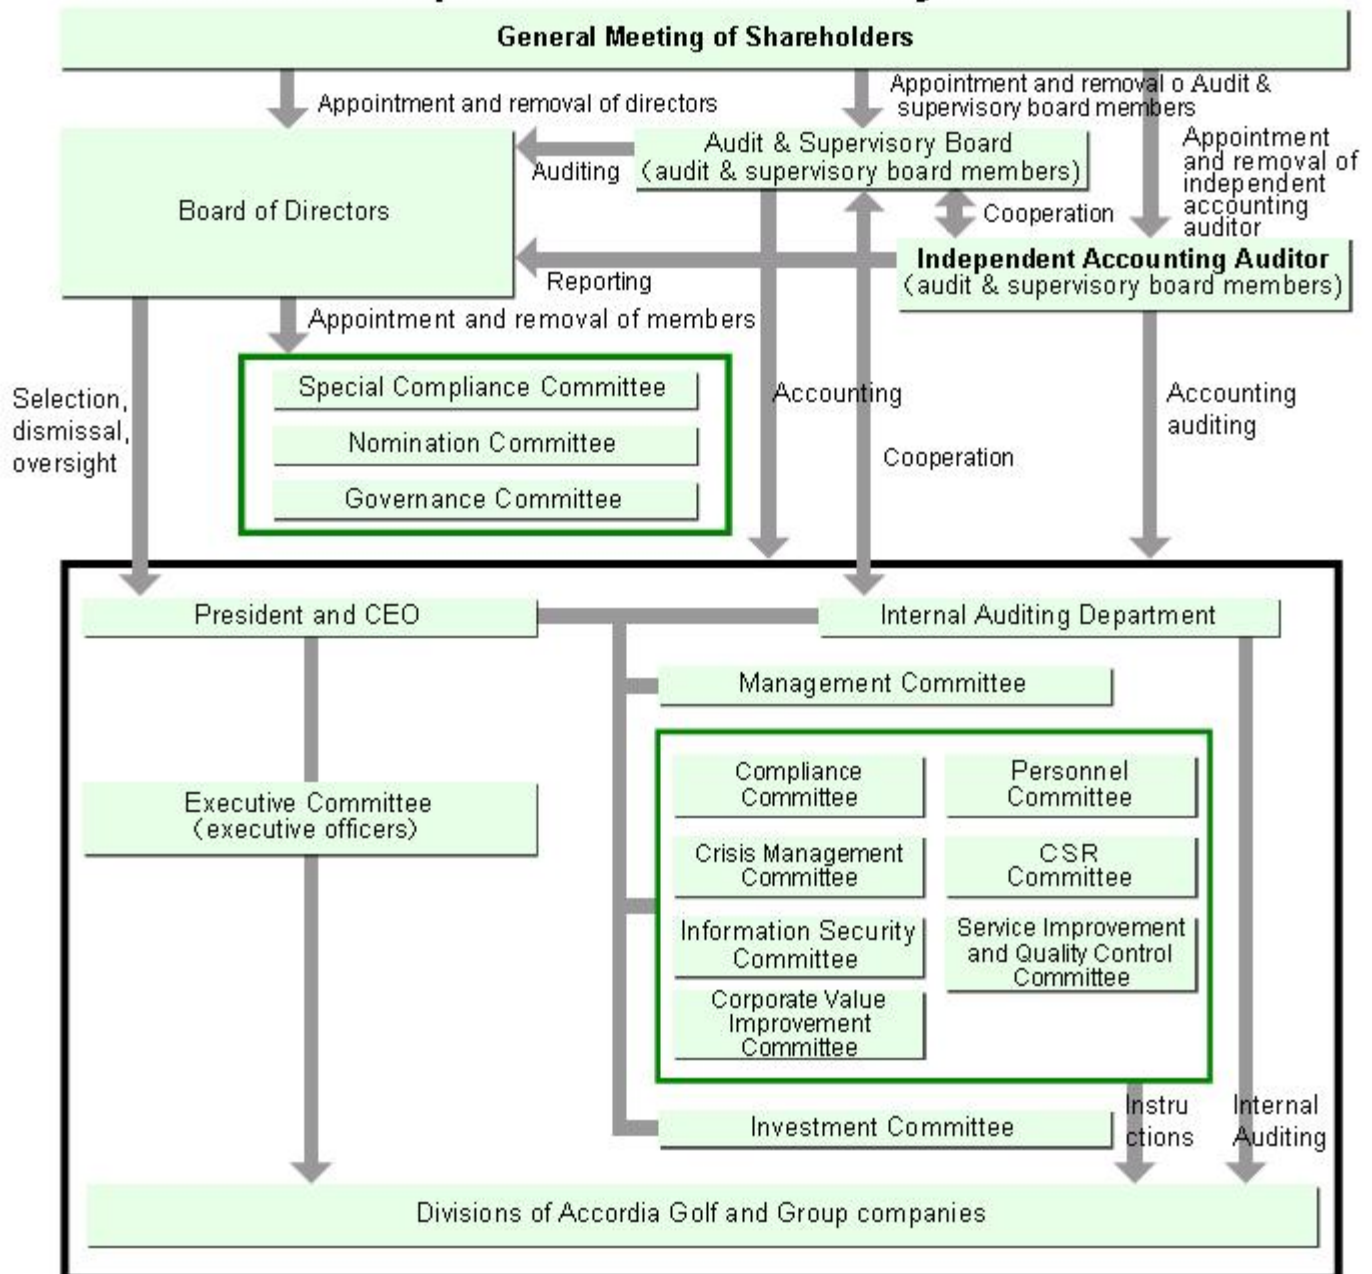 General Meeting of Shareholders
Appointment and removal of directors
Appointment and removal o Audit &
supervisory board members
Board of Directors
Auditing
Audit & Supervisory Board
(audit & supervisory board members)
Appointment
and removal of
independent
accounting
auditor
Cooperation
Reporting
Independent Accounting Auditor
(audit & supervisory board members)
Appointment and removal of members
Selection,
dismissal,
oversight
Special Compliance Committee
Nomination Committee
Governance Committee
Accounting
Cooperation
Accounting
auditing
President and CEO
Internal Auditing Department
Management Committee
Executive Committee
(executive officers)
Compliance
Committee
Personnel
Committee
Crisis Management
Committee
CSR
Committee
Information Security
Committee
Service Improvement
and Quality Control
Committee
Corporate Value
Improvement
Committee
Investment Committee
Instru
ctions
Internal
Auditing
Divisions of Accordia Golf and Group companies